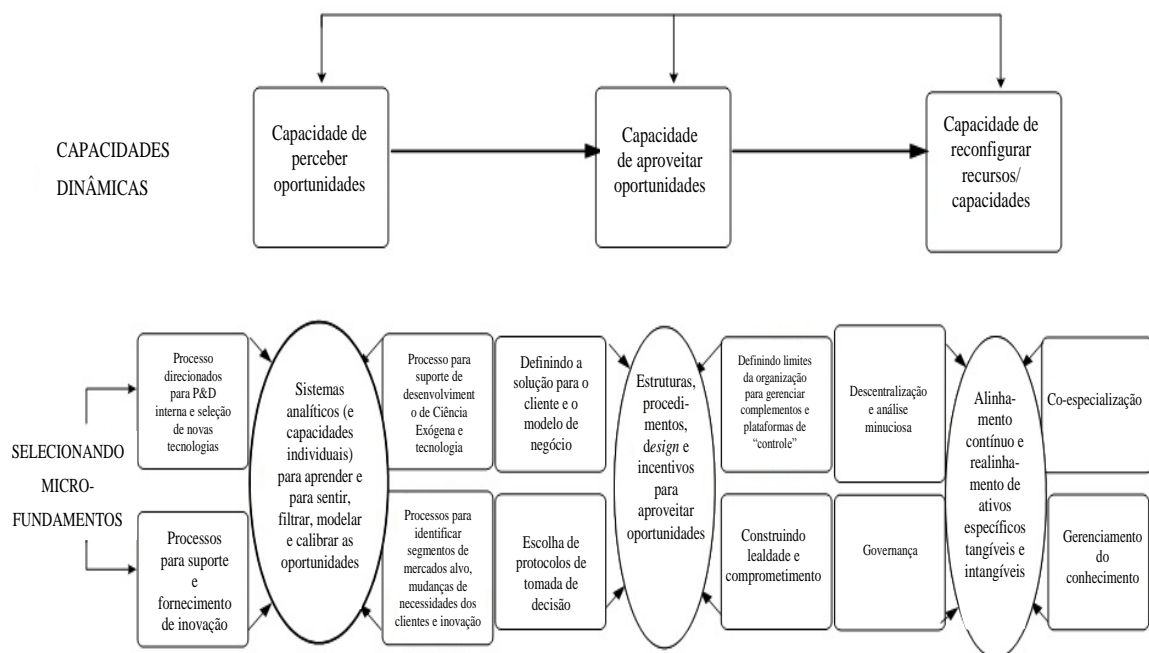 CAPACIDADES
DINÂMICAS
Capacidade de
perceber
oportunidades
Capacidade
de aproveitar
oportunidades
Capacidade de
reconfigurar
recursos/
capacidades
SELECIONANDO
MICRO-
FUNDAMENTOS
Processo
direcionados
para P&D
interna e seleção
de novas
tecnologias
Processos
para suporte
e
fornecimento
de inovação
Sistemas
analíticos (e
capacidades
individuais)
para aprender e
para sentir,
filtrar, modelar
e calibrar as
oportunidades
Processo para
suporte de
desenvolviment
o de Ciência
Exógena e
tecnologia
Processos para
identificar
segmentos de
mercados alvo,
mudanças de
necessidades dos
clientes e inovação
Definindo a
solução para o
cliente e o
modelo de
negócio
Escolha de
protocolos de
tomada de
decisão
Estruturas,
procedi-
mentos,
design e
incentivos
para
aproveitar
oportunidades
Definindo limites
da organização
para gerenciar
complementos e
plataformas de
“controle”
Construindo
lealdade e
comprometimento
Descentralização
e análise
minuciosa
Governança
Alinha-
mento
contínuo e
realinha-
mento de
ativos
específicos
tangíveis e
intangíveis
Co-especialização
Gerenciamento
do
conhecimento